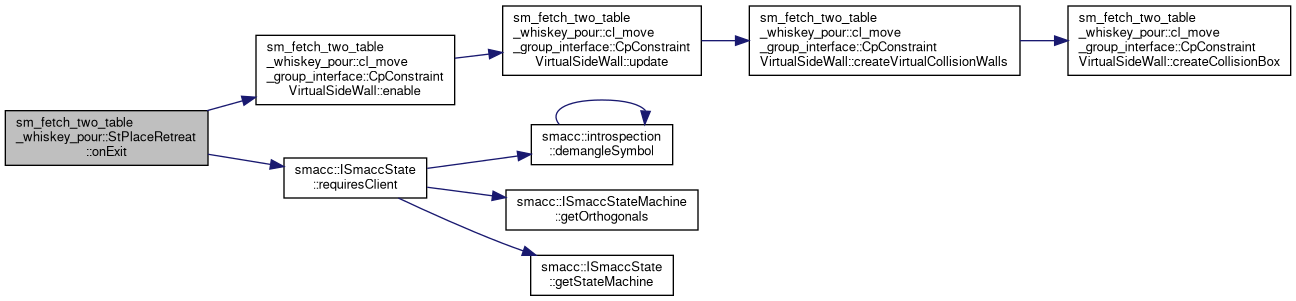 sm_fetch_two_table
_whiskey_pour::StPlaceRetreat
::onExit
sm_fetch_two_table
_whiskey_pour::cl_move
_group_interface::CpConstraint
VirtualSideWall::enable
sm_fetch_two_table
_whiskey_pour::cl_move
_group_interface::CpConstraint
VirtualSideWall::update
sm_fetch_two_table
_whiskey_pour::cl_move
_group_interface::CpConstraint
VirtualSideWall::createVirtualCollisionWalls
sm_fetch_two_table
_whiskey_pour::cl_move
_group_interface::CpConstraint
VirtualSideWall::createCollisionBox
smacc::ISmaccState
::requiresClient
smacc::introspection
::demangleSymbol
smacc::ISmaccStateMachine
::getOrthogonals
smacc::ISmaccState
::getStateMachine